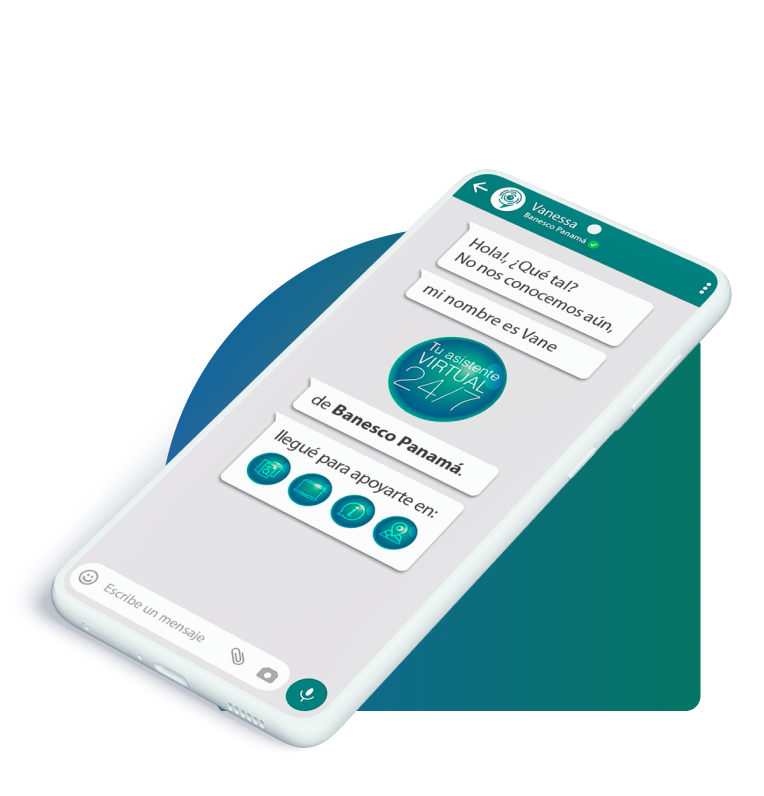 Vanessa
Banesco Panamá
Hola!, ¿Qué tal?
No nos conocemos aún,
mi nombre es Vane
Tu asistente
VIRTUAL
24/7
de Banesco Panamá.
llegué para apoyarte en:
Escribe un mensaje